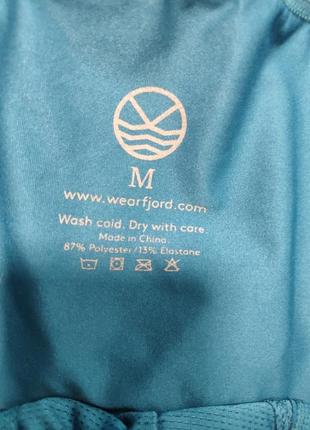 M
www.wearfjord.com
Wash cold. Dry with care.
Made in China.
87% Polyester/13% Elastane